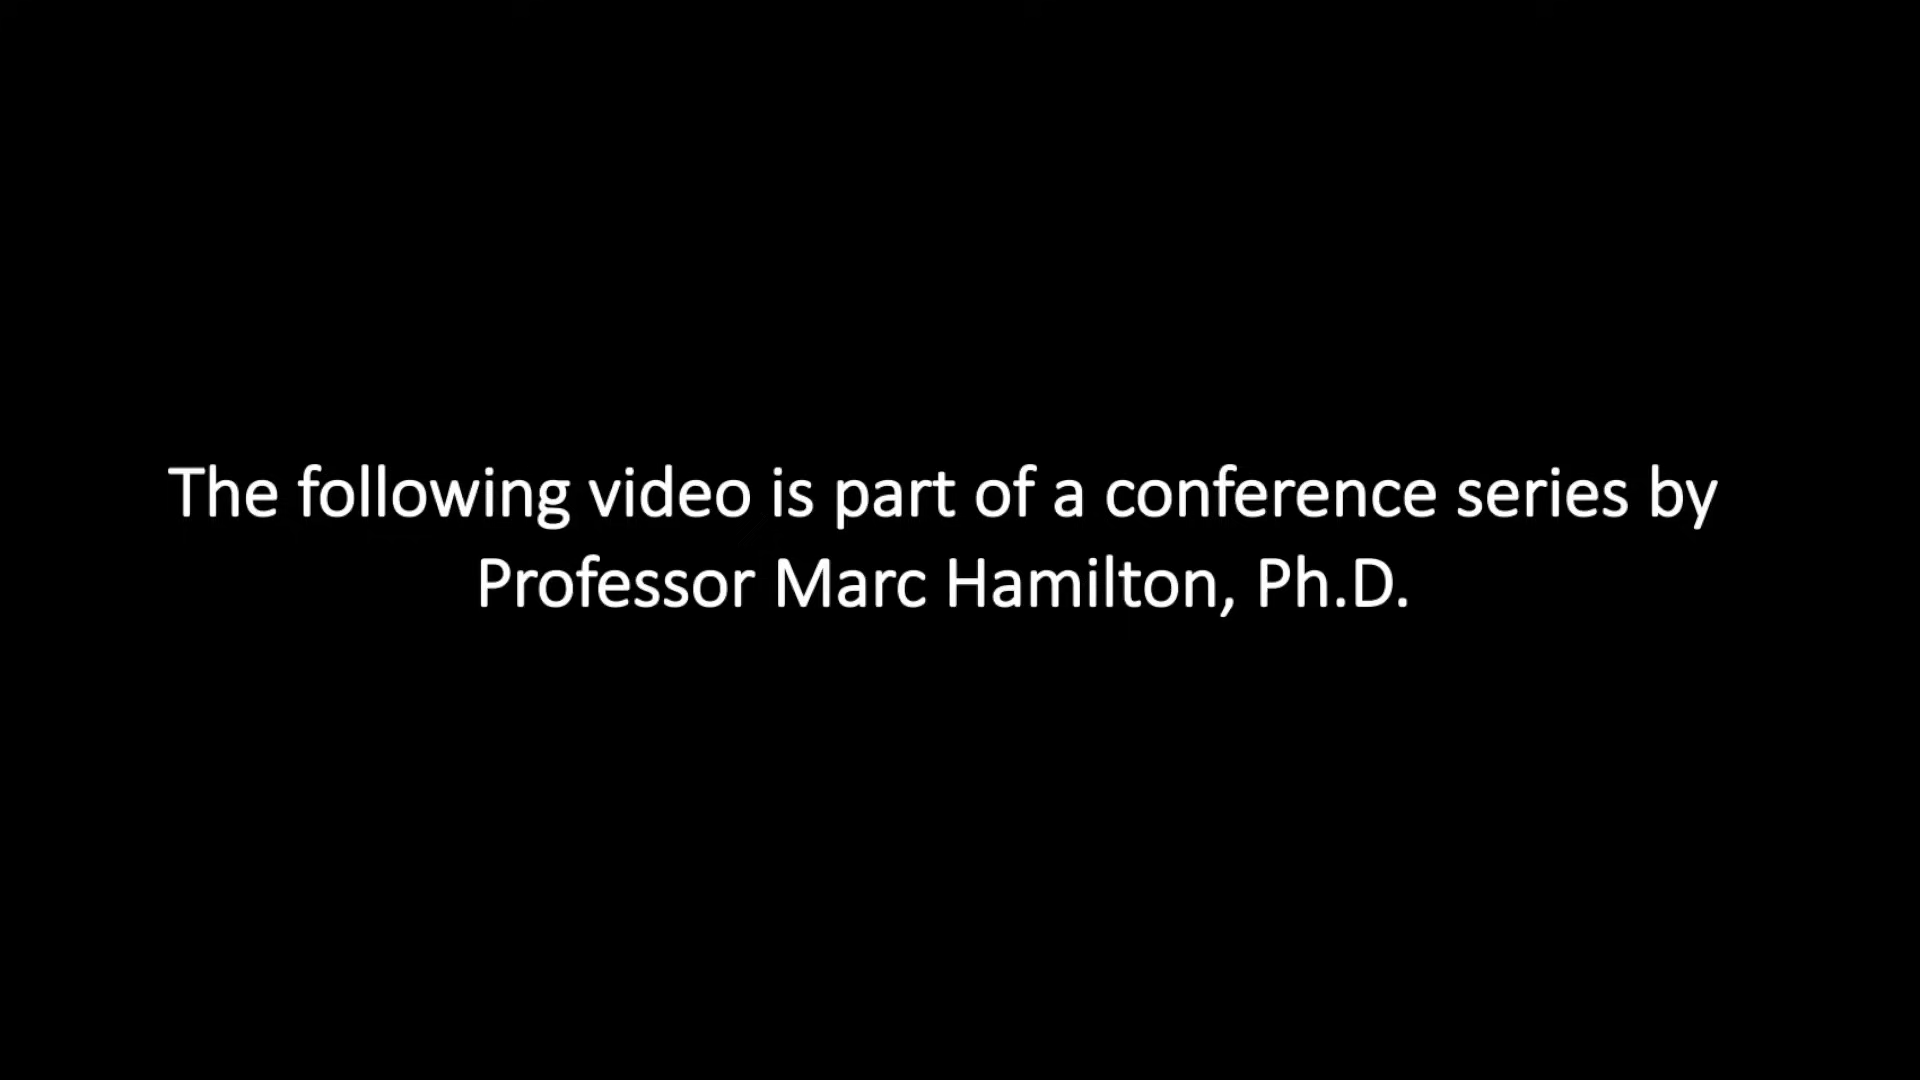 The following video is part of a conference series by
Professor Marc Hamilton, Ph.D.